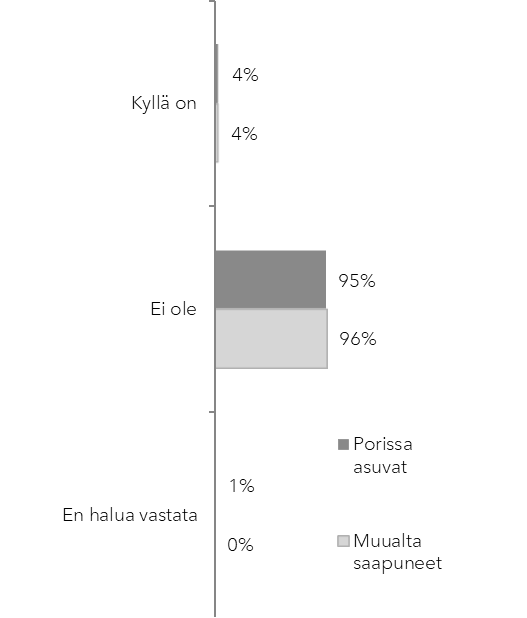 4%
Kyllä on
4%
95%
Ei ole
96%
Porissa
asuvat
1%
En halua vastata
0%
Muualta
saapuneet